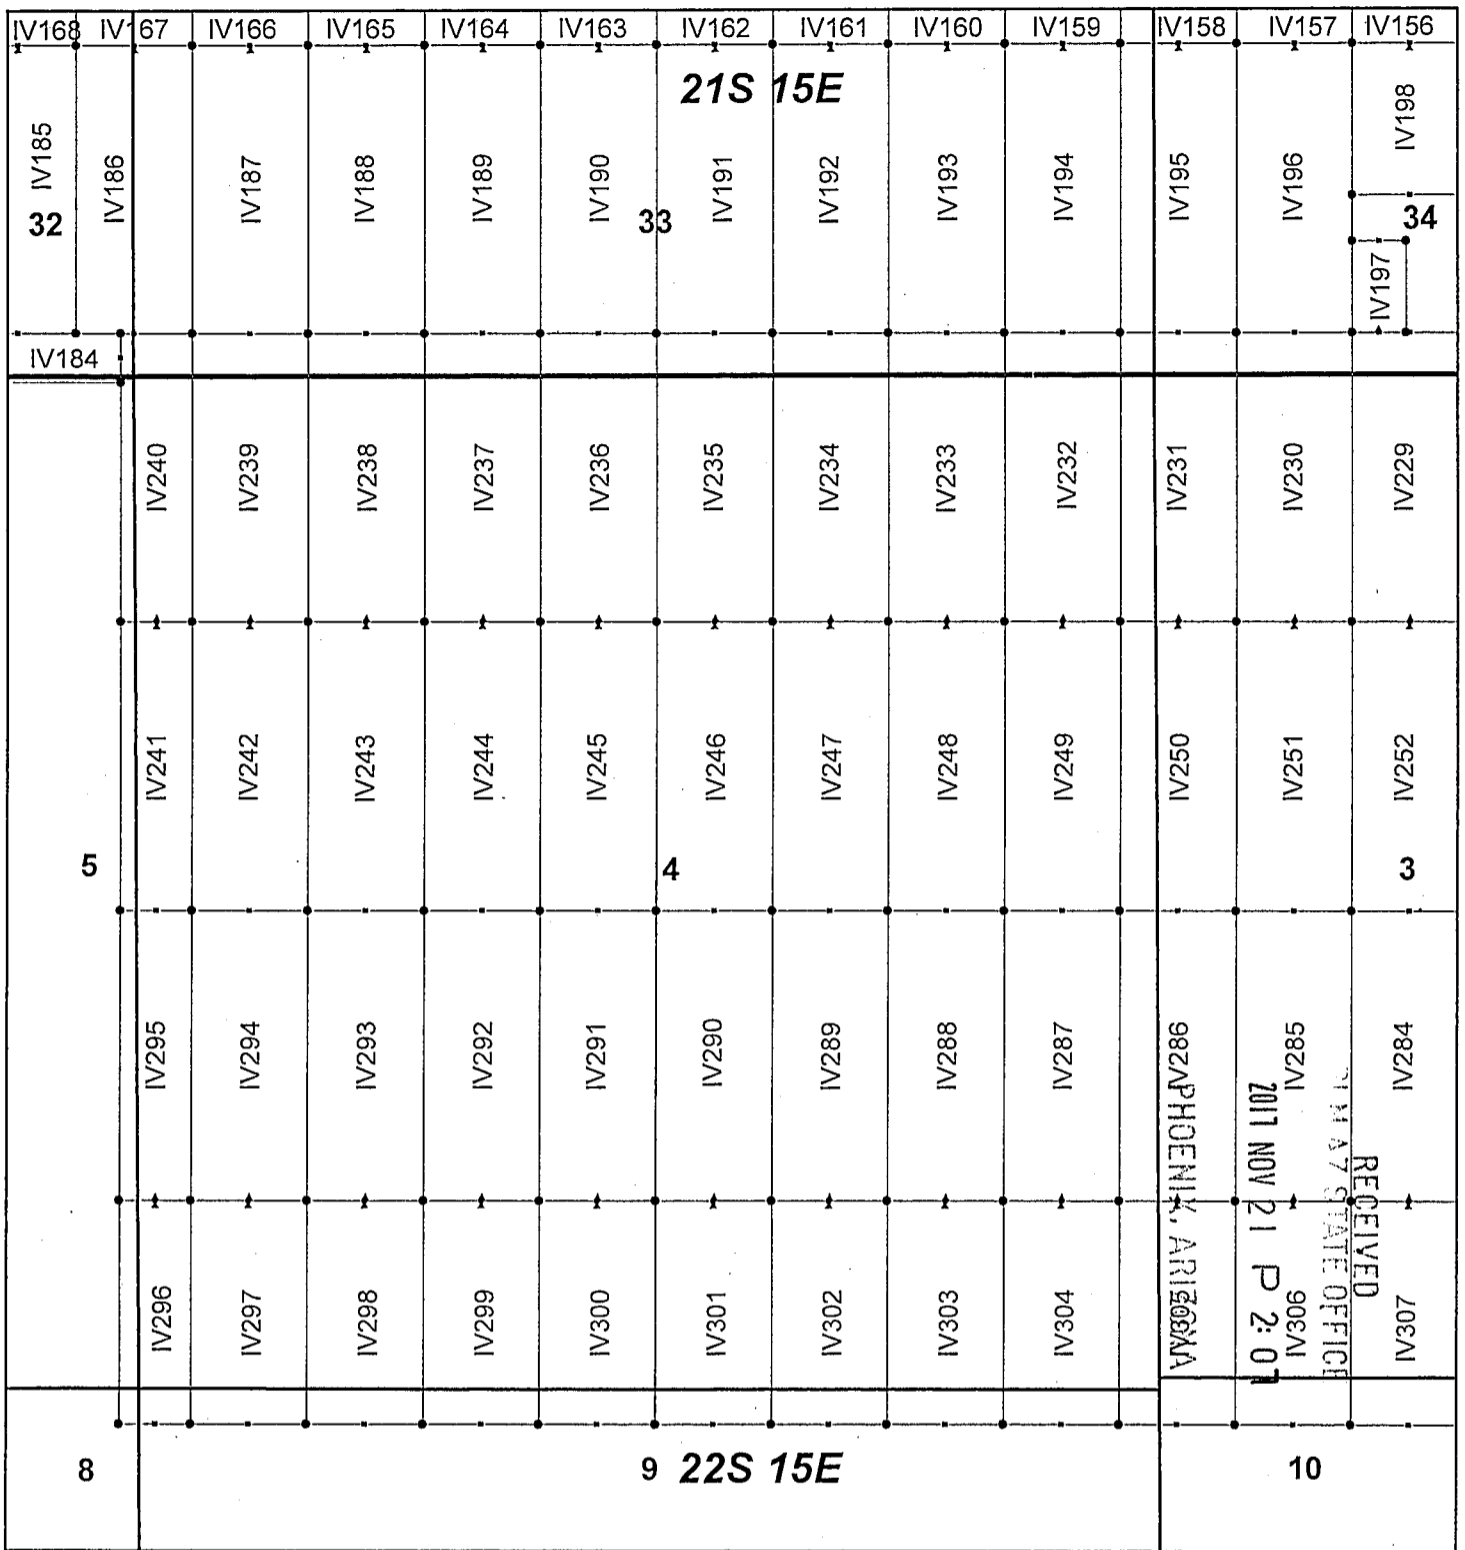 IV168 IV167 IV166 IV165 IV164 IV163 IV162 IV161 IV160 IV159 IV158 IV157 IV156
21S 15E
IV185 IV186 IV187 IV188 IV189 IV190 IV191 IV192 IV193 IV194 IV195 IV196 IV198
32 33 34
IV197
IV184
IV240 IV239 IV238 IV237 IV236 IV235 IV234 IV233 IV232 IV231 IV230 IV229
IV241 IV242 IV243 IV244 IV245 IV246 IV247 IV248 IV249 IV250 IV251 IV252
5 4 3
IV295 IV294 IV293 IV292 IV291 IV290 IV289 IV288 IV287 IV286 IV285 IV284
RECEIVED
STATE OFFICE
2011 NOV 21 P 2:07
PHOENIX, ARIZONA
IV296 IV297 IV298 IV299 IV300 IV301 IV302 IV303 IV304 IV306 IV307
8 9 22S 15E 10